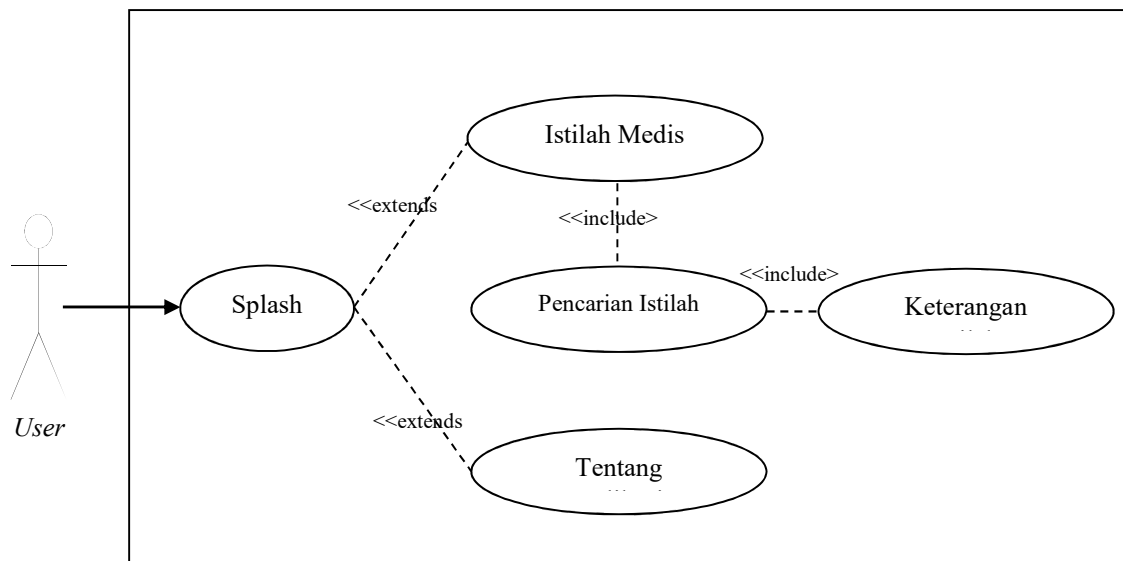 Istilah Medis
<<extends
<<include>
<<include>
Splash
Pencarian Istilah
Keterangan
User
<<extends
Tentang